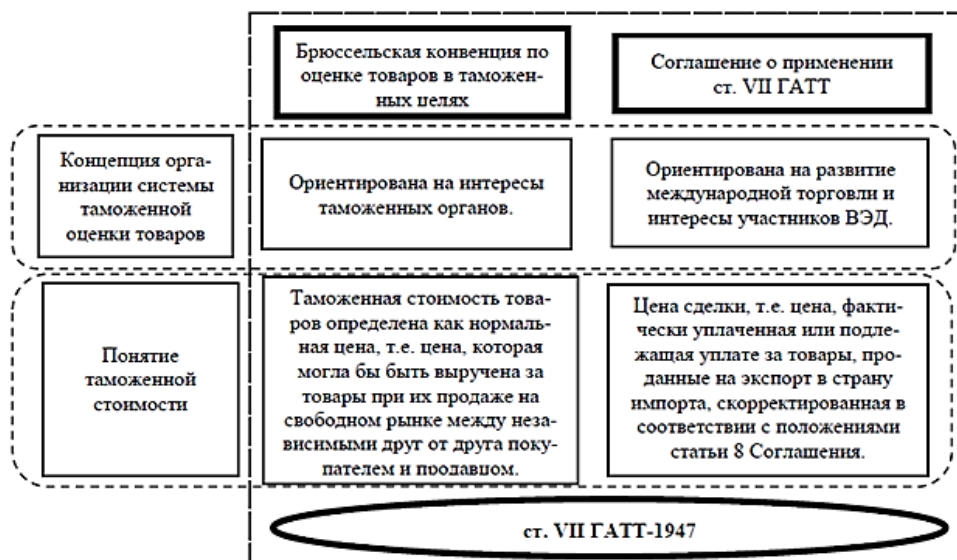 Брюссельская конвенция по
оценке товаров в таможен-
ных целях
Соглашение о применении
ст. VII ГАТТ
Концепция орга-
низации системы
таможенной
оценки товаров
Ориентирована на интересы
таможенных органов.
Ориентирована на развитие
международной торговли и
интересы участников ВЭД.
Понятие
таможенной
стоимости
Таможенная стоимость това-
ров определена как нормаль-
ная цена, т.е. цена, которая
могла бы быть выручена за
товары при их продаже на
свободном рынке между неза-
висимыми друг от друга поку-
пателем и продавцом.
Цена сделки, т.е. цена, факти-
чески уплаченная или подле-
жащая уплате за товары, про-
данные на экспорт в страну
импорта, скорректированная в
соответствии с положениями
статьи 8 Соглашения.
ст. VII ГАТТ-1947